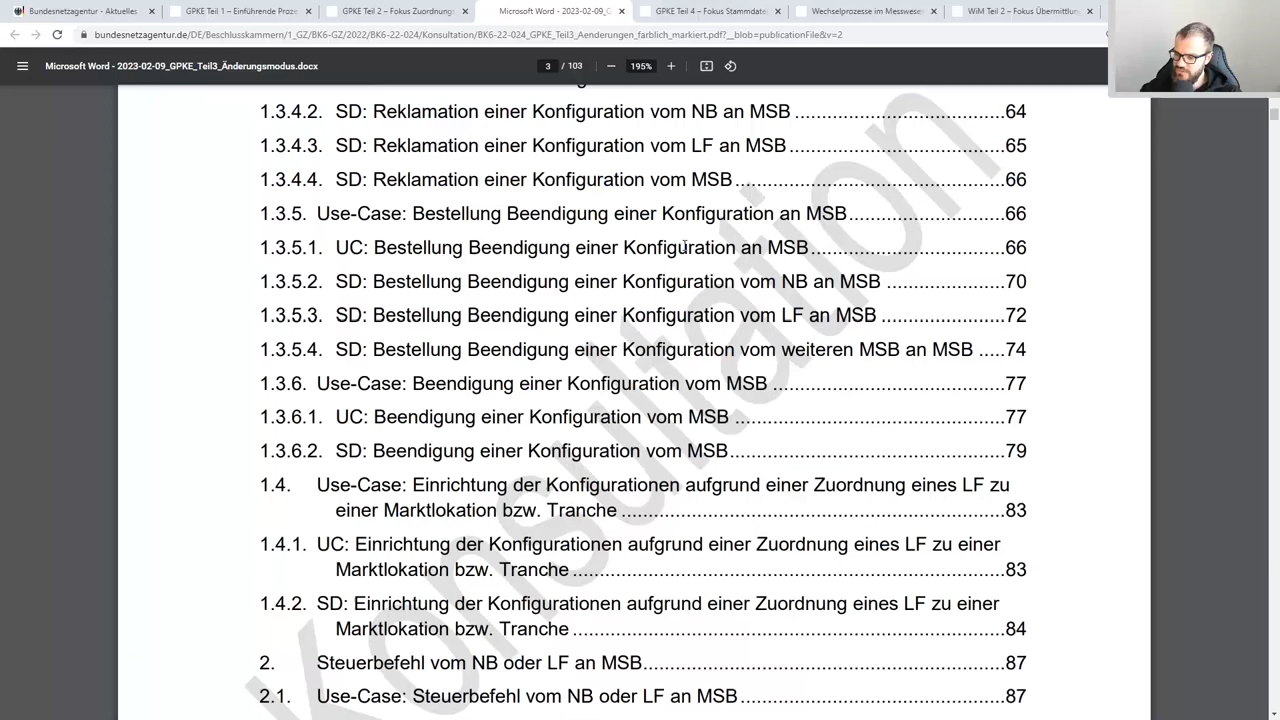 Bundesnetzagentur - Aktuelles
GPKE Teil 1 – Einführende Proze
GPKE Teil 2 – Fokus Zuordnungs
Microsoft Word - 2023-02-09_G
GPKE Teil 4 – Fokus Stammdate
Wechselprozesse im Messwese
WiM Teil 2 – Fokus Übermittlun
bundesnetzagentur.de/DE/Beschlusskammern/1_GZ/BK6-GZ/2022/BK6-22-024/Konsultation/BK6-22-024_GPKE_Teil3_Aenderungen_farblich_markiert.pdf?__blob=publicationFile&v=2
Microsoft Word - 2023-02-09_GPKE_Teil3_Änderungsmodus.docx
3 / 103
195%
1.3.4.2. SD: Reklamation einer Konfiguration vom NB an MSB ...64
1.3.4.3. SD: Reklamation einer Konfiguration vom LF an MSB ...65
1.3.4.4. SD: Reklamation einer Konfiguration vom MSB ...66
1.3.5. Use-Case: Bestellung Beendigung einer Konfiguration an MSB ...66
1.3.5.1. UC: Bestellung Beendigung einer Konfiguration an MSB ...66
1.3.5.2. SD: Bestellung Beendigung einer Konfiguration vom NB an MSB ...70
1.3.5.3. SD: Bestellung Beendigung einer Konfiguration vom LF an MSB ...72
1.3.5.4. SD: Bestellung Beendigung einer Konfiguration vom weiteren MSB an MSB .....74
1.3.6. Use-Case: Beendigung einer Konfiguration vom MSB ...77
1.3.6.1. UC: Beendigung einer Konfiguration vom MSB ...77
1.3.6.2. SD: Beendigung einer Konfiguration vom MSB ...79
1.4. Use-Case: Einrichtung der Konfigurationen aufgrund einer Zuordnung eines LF zu
einer Marktlokation bzw. Tranche ...83
1.4.1. UC: Einrichtung der Konfigurationen aufgrund einer Zuordnung eines LF zu einer
Marktlokation bzw. Tranche ...83
1.4.2. SD: Einrichtung der Konfigurationen aufgrund einer Zuordnung eines LF zu einer
Marktlokation bzw. Tranche ...84
2. Steuerbefehl vom NB oder LF an MSB ...87
2.1. Use-Case: Steuerbefehl vom NB oder LF an MSB ...87
Konsultation